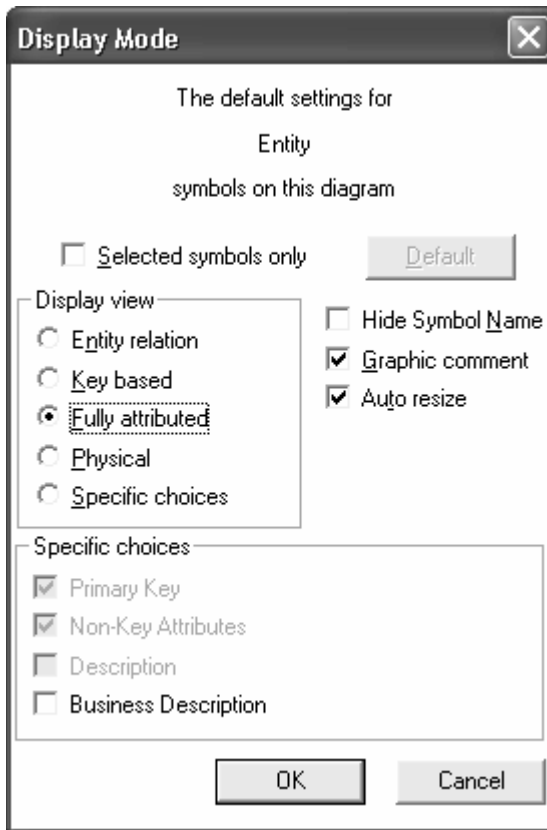 Display Mode
The default settings for
Entity
symbols on this diagram
Selected symbols only
Default
Display view
Entity relation
Key based
Fully attributed
Physical
Specific choices
Hide Symbol Name
Graphic comment
Auto resize
Specific choices
Primary Key
Non-Key Attributes
Description
Business Description
OK
Cancel